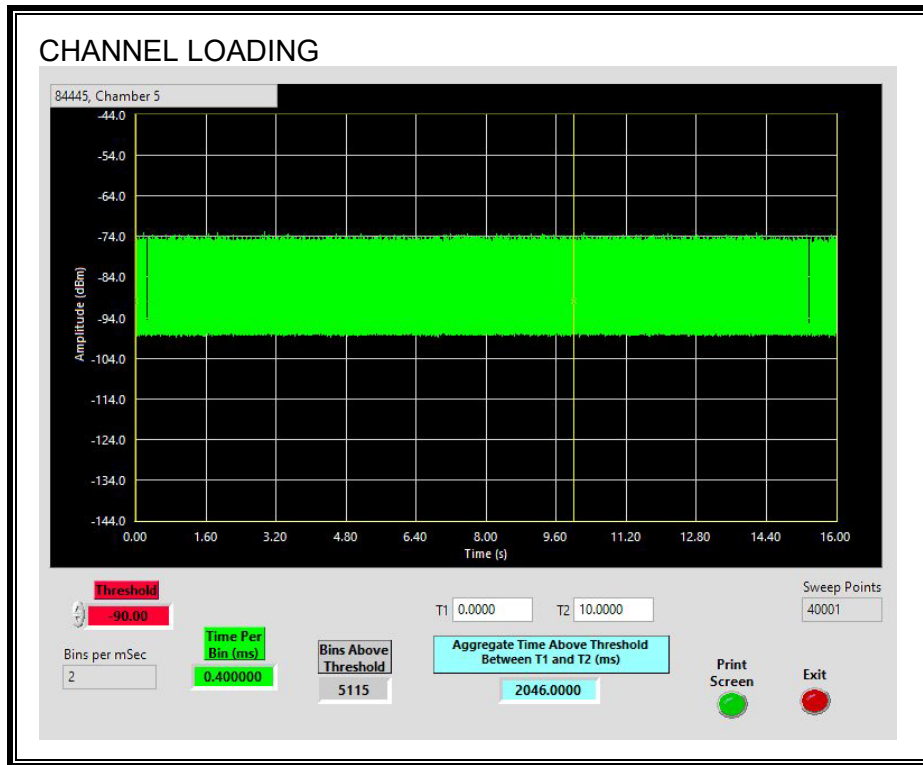 CHANNEL LOADING
84445, Chamber 5
Amplitude (dBm)
-44.0
-54.0
-64.0
-74.0
-84.0
-94.0
-104.0
-114.0
-124.0
-134.0
-144.0
0.00 1.60 3.20 4.80 6.40 8.00 9.60 11.20 12.80 14.40 16.00
Time (s)
Threshold
-90.00
Bins per mSec
2
Time Per
Bin (ms)
0.400000
Bins Above
Threshold
5115
T1 0.0000 T2 10.0000
Aggregate Time Above Threshold
Between T1 and T2 (ms)
2046.0000
Print
Screen
Exit
Sweep Points
40001